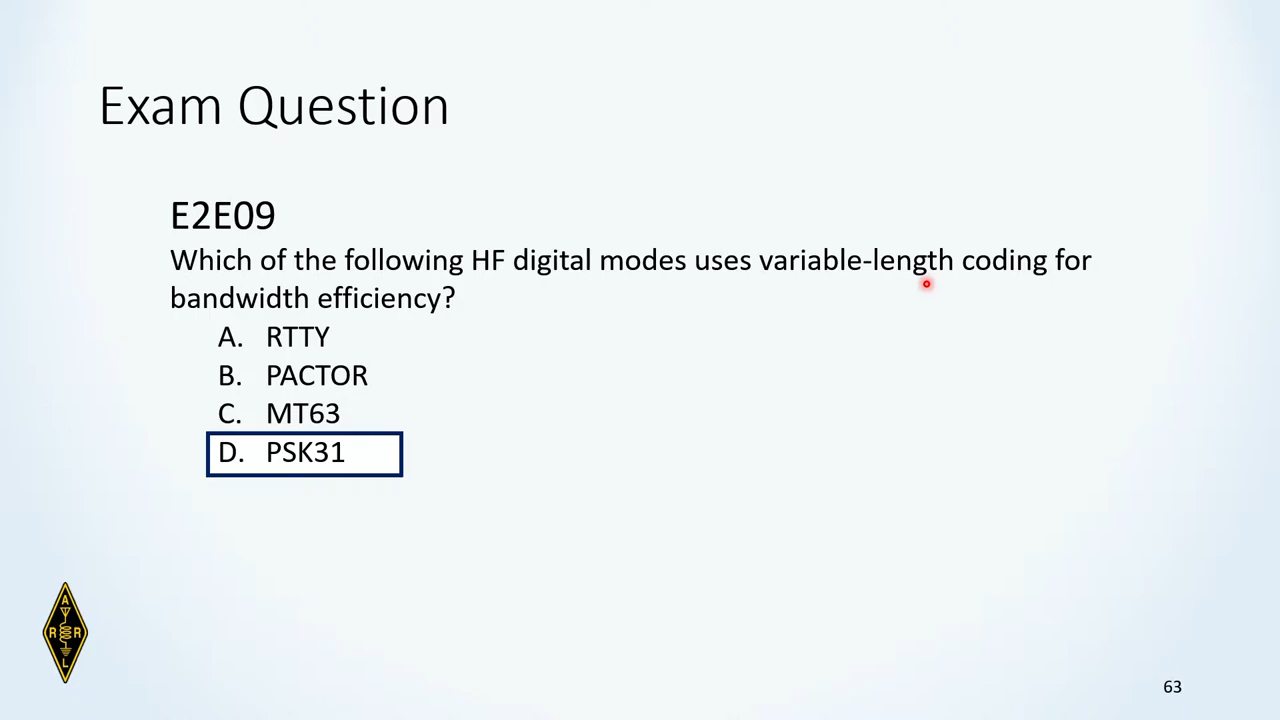 Exam Question
E2E09
Which of the following HF digital modes uses variable-length coding for
bandwidth efficiency?
A. RTTY
B. PACTOR
C. MT63
D. PSK31
A
R R
L
63